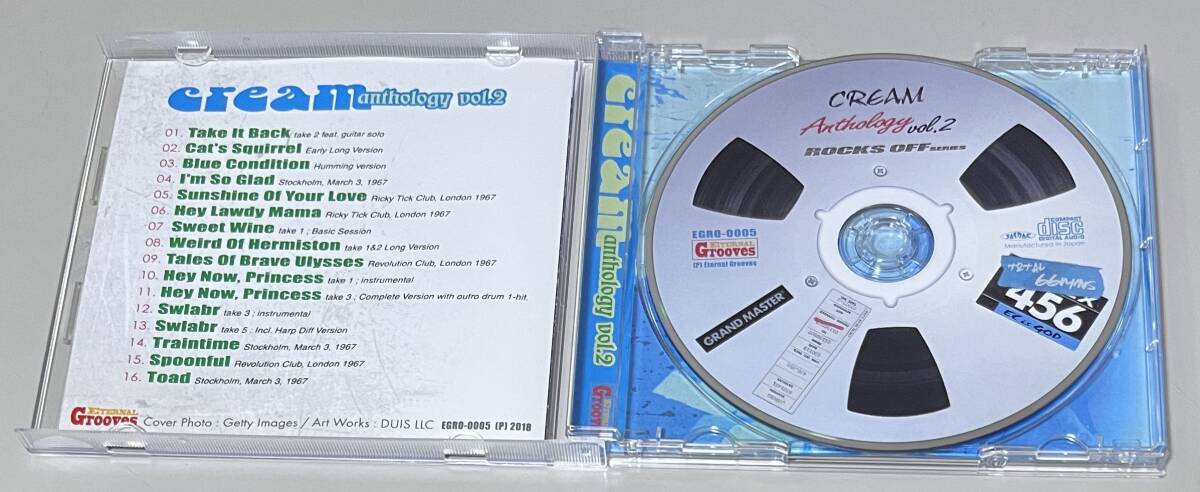 cream anthology vol.2
01. Take It Back take 2 feat. guitar solo
02. Cat's Squirrel Early Long Version
03. Blue Condition Humming version
04. I'm So Glad Stockholm, March 3, 1967
05. Sunshine Of Your Love Ricky Tick Club, London 1967
06. Hey Lawdy Mama Ricky Tick Club, London 1967
07 Sweet Wine take 1 ; Basic Session
08. Weird Of Hermiston take 1&2 Long Version
09. Tales Of Brave Ulysses Revolution Club, London 1967
10. Hey Now, Princess take 1 ; instrumental
11. Hey Now, Princess take 3 ; Complete Version with outro drum 1-hit.
12. Swlabr take 3 ; instrumental
13. Swlabr take 5 . Incl. Harp Diff Version
14. Traintime Stockholm, March 3, 1967
15. Spoonful Revolution Club, London 1967
16. Toad Stockholm, March 3, 1967
ETERNAL
Grooves
Cover Photo : Getty Images / Art Works : DUIS LLC EGRO-0005 (P) 2018
cream anthology vol.2
ETERNAL
Grooves
CREAM
Anthology vol.2
ROCKS OFF SERIES
EGRO-0005
ETERNAL
Grooves
(P) Eternal Grooves
COMPACT
disc
DIGITAL AUDIO
Manufactured in Japan
TOTAL
66MINS
456
EC is GOD
GRAND MASTER